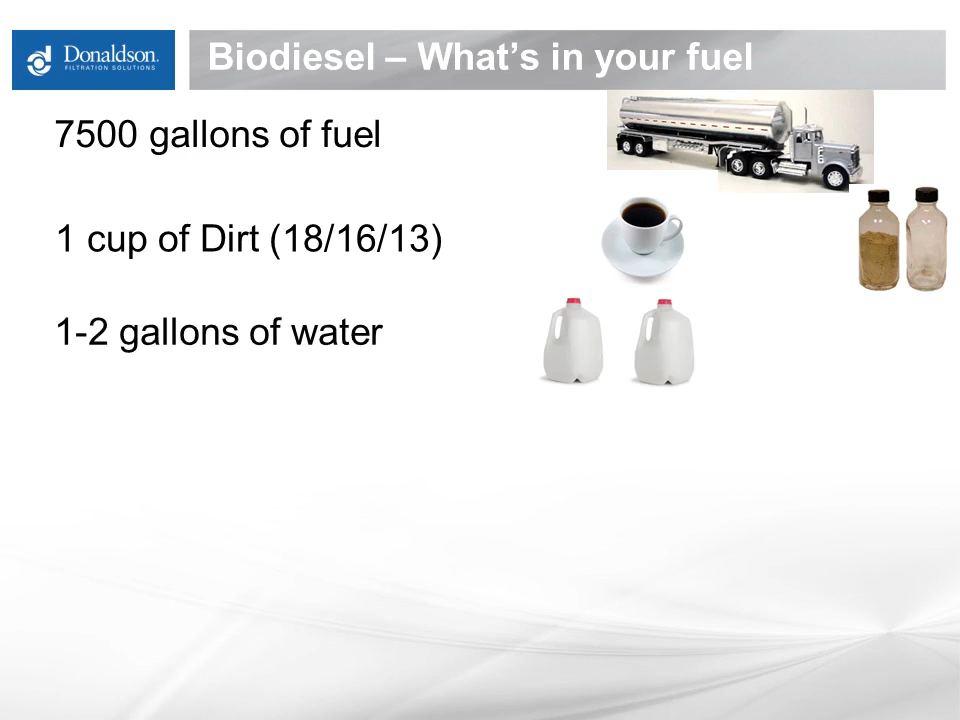 Donaldson.
FILTRATION SOLUTIONS
Biodiesel – What’s in your fuel
7500 gallons of fuel
1 cup of Dirt (18/16/13)
1-2 gallons of water